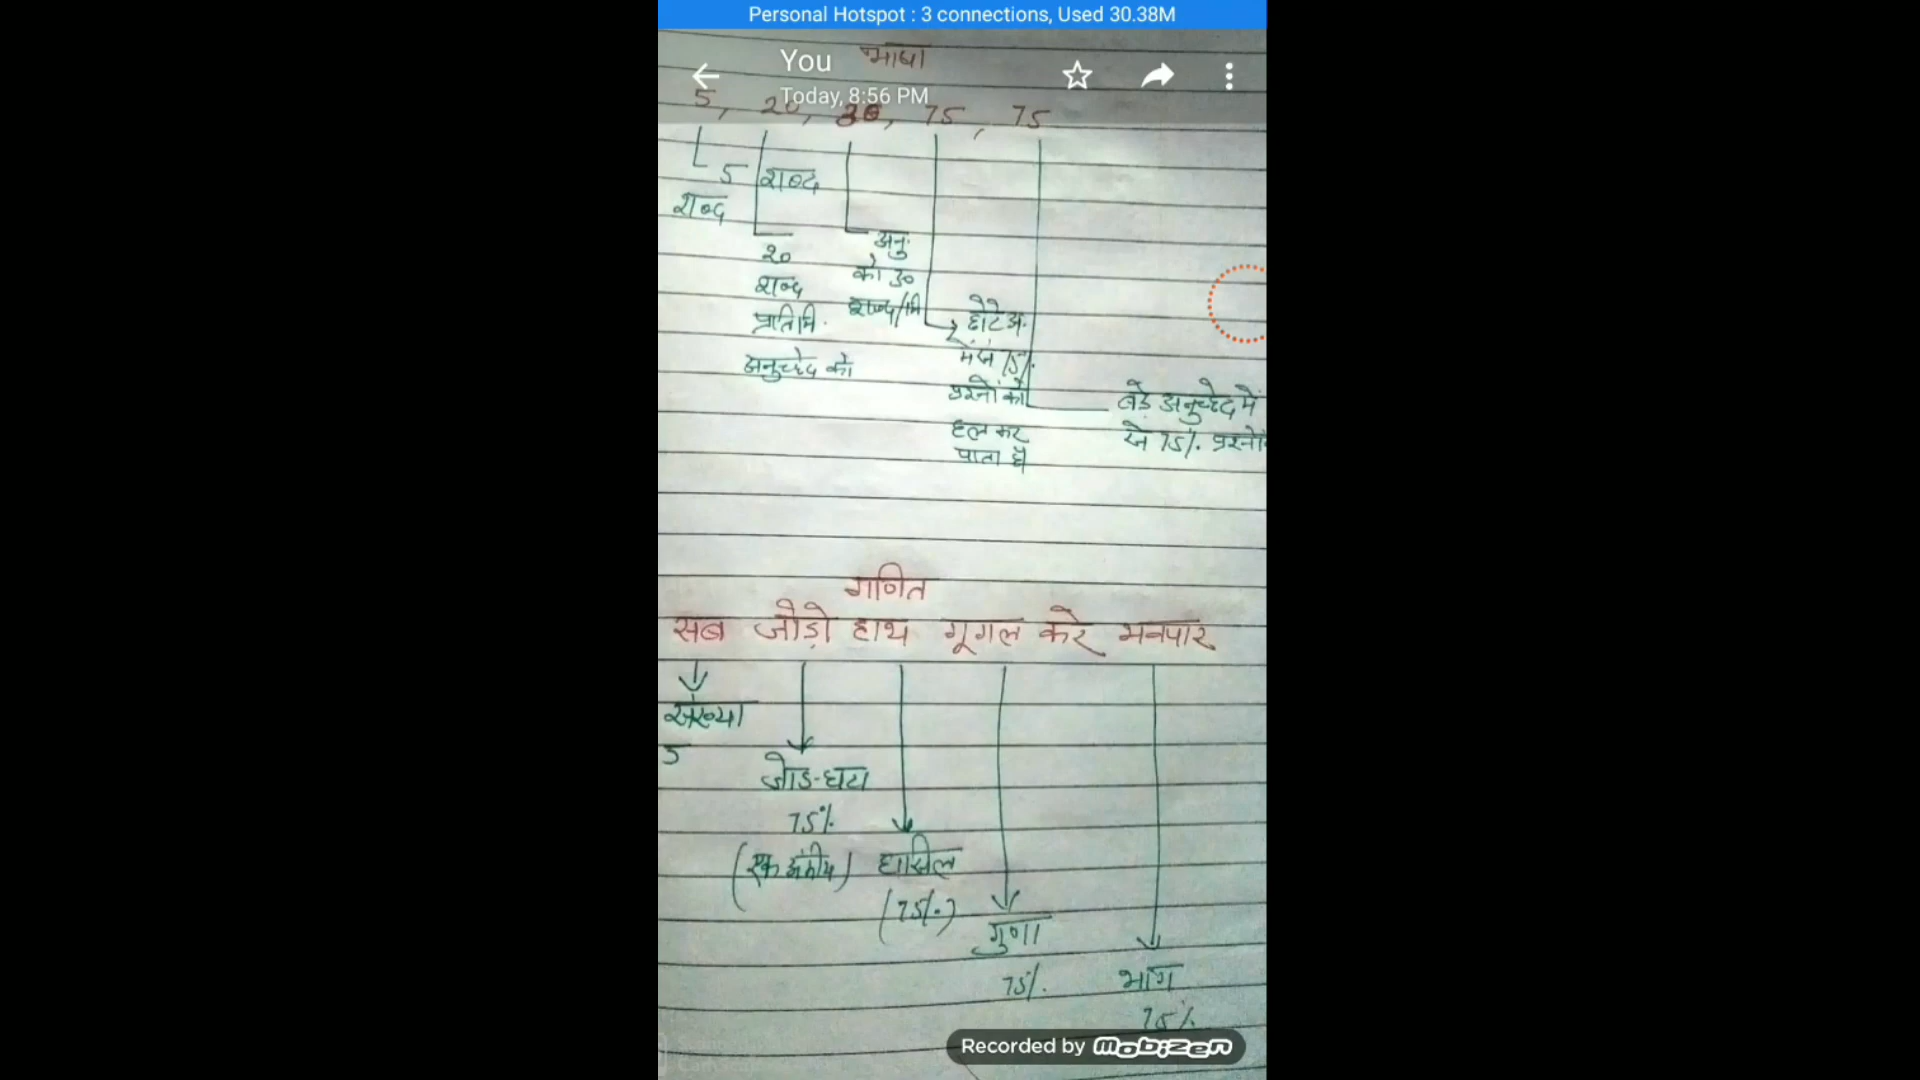 Personal Hotspot : 3 connections, Used 30.38M
You
भाषा
Today, 8:56 PM
5, 20, 30, 75, 75
5
शब्द
शब्द
20
शब्द
प्रतिमि.
अनुच्छेद को
अनु.
को 30
शब्द/मि
छोटे अ.
में से 75%
प्रश्नों को
हल कर
पाता है
बड़े अनुच्छेद में
से 75% प्रश्नों
गणित
सब जोड़ो हाथ गूगल करे भवपार
संख्या
5
जोड़-घटा
75%
(एक अंकीय)
हासिल
(75%)
गुणा
75%
भाग
75%
Recorded by mobizen